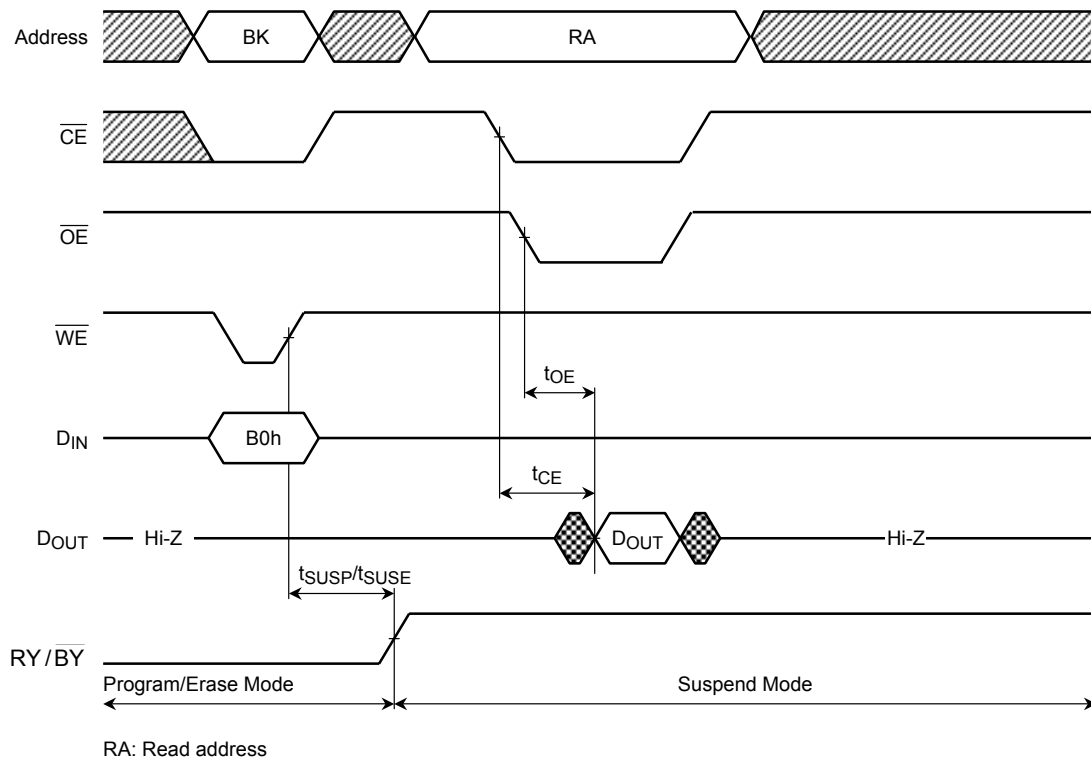 Address BK RA
CE
OE
WE
tOE
DIN B0h
tCE
DOUT Hi-Z DOUT Hi-Z
tSUSP/tSUSE
RY/BY
Program/Erase Mode Suspend Mode
RA: Read address